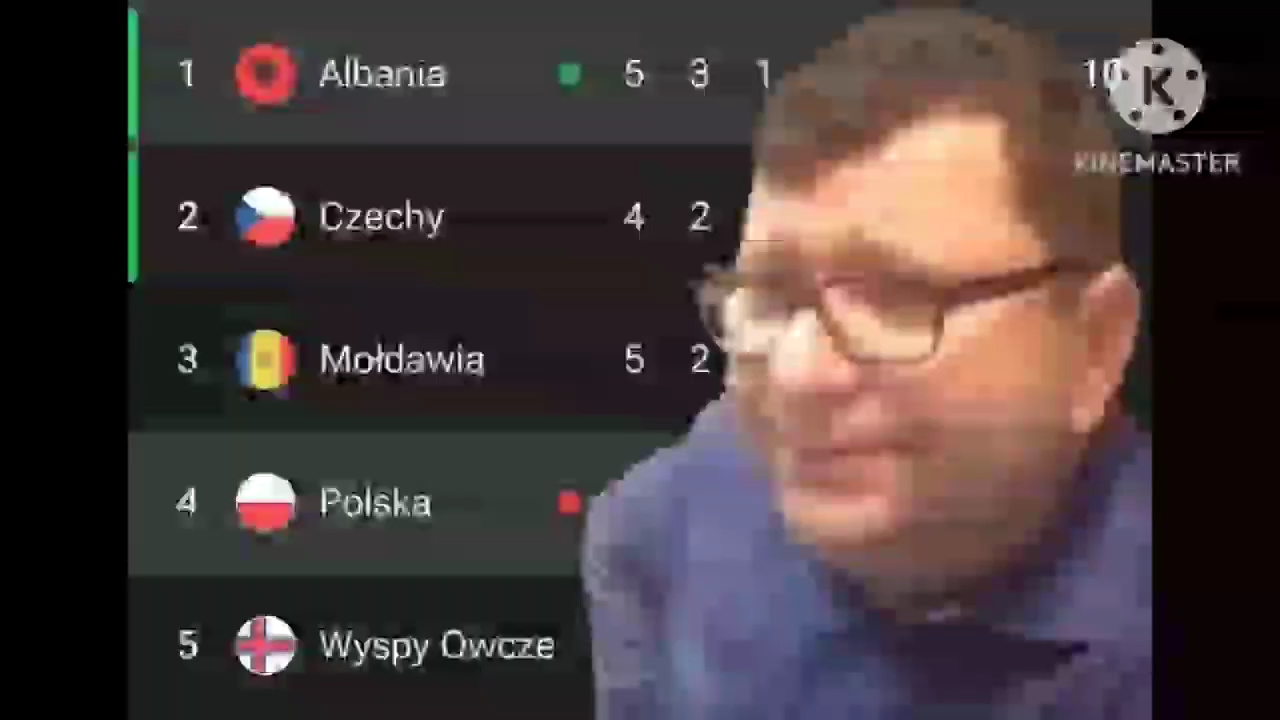 1 Albania 5 3 1 10
K
KINEMASTER
2 Czechy 4 2
3 Mołdawia 5 2
4 Polska
5 Wyspy Owcze